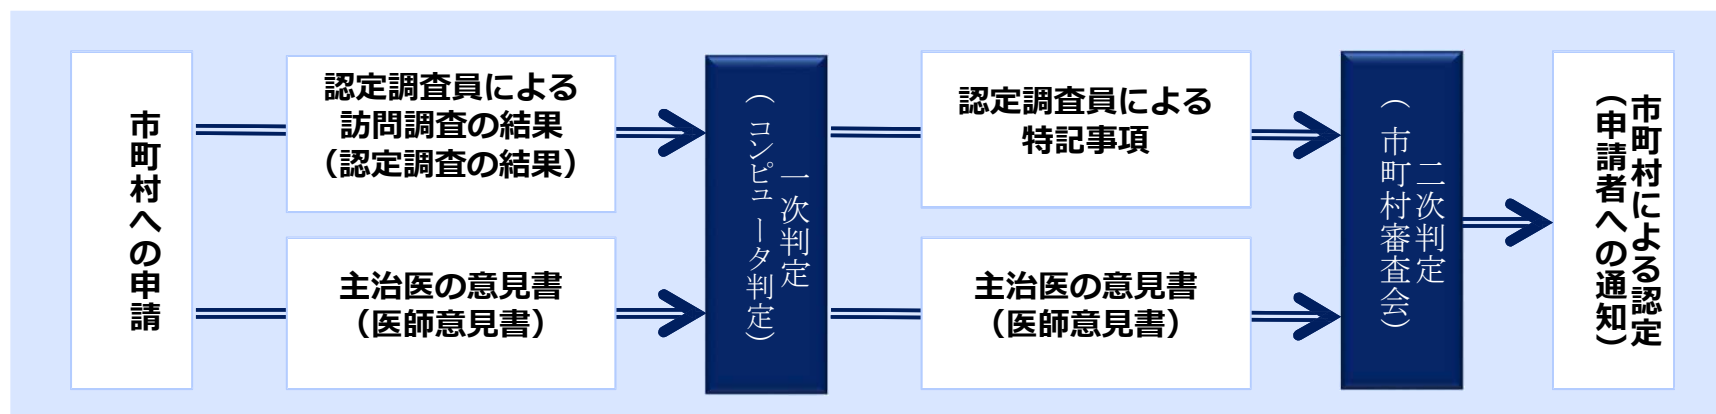 市町村への申請
認定調査員による
訪問調査の結果
（認定調査の結果）
主治医の意見書
（医師意見書）
一次判定
（コンピュータ判定）
認定調査員による
特記事項
主治医の意見書
（医師意見書）
二次判定
（市町村審査会）
市町村による認定
（申請者への通知）